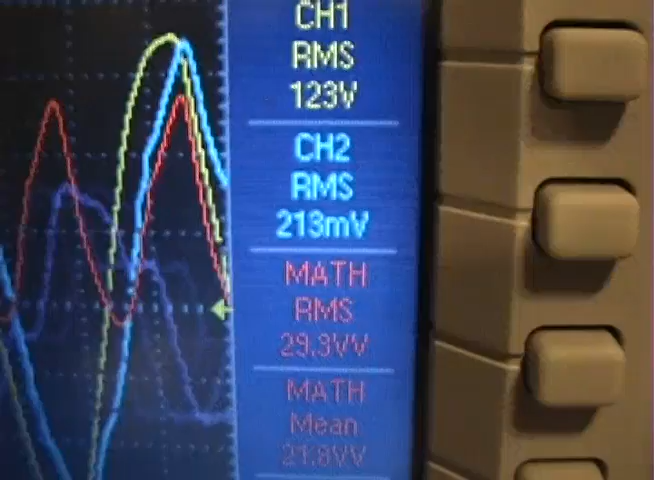 CH1
RMS
123V
CH2
RMS
213mV
MATH
RMS
29.3VV
MATH
Mean
21.8VV